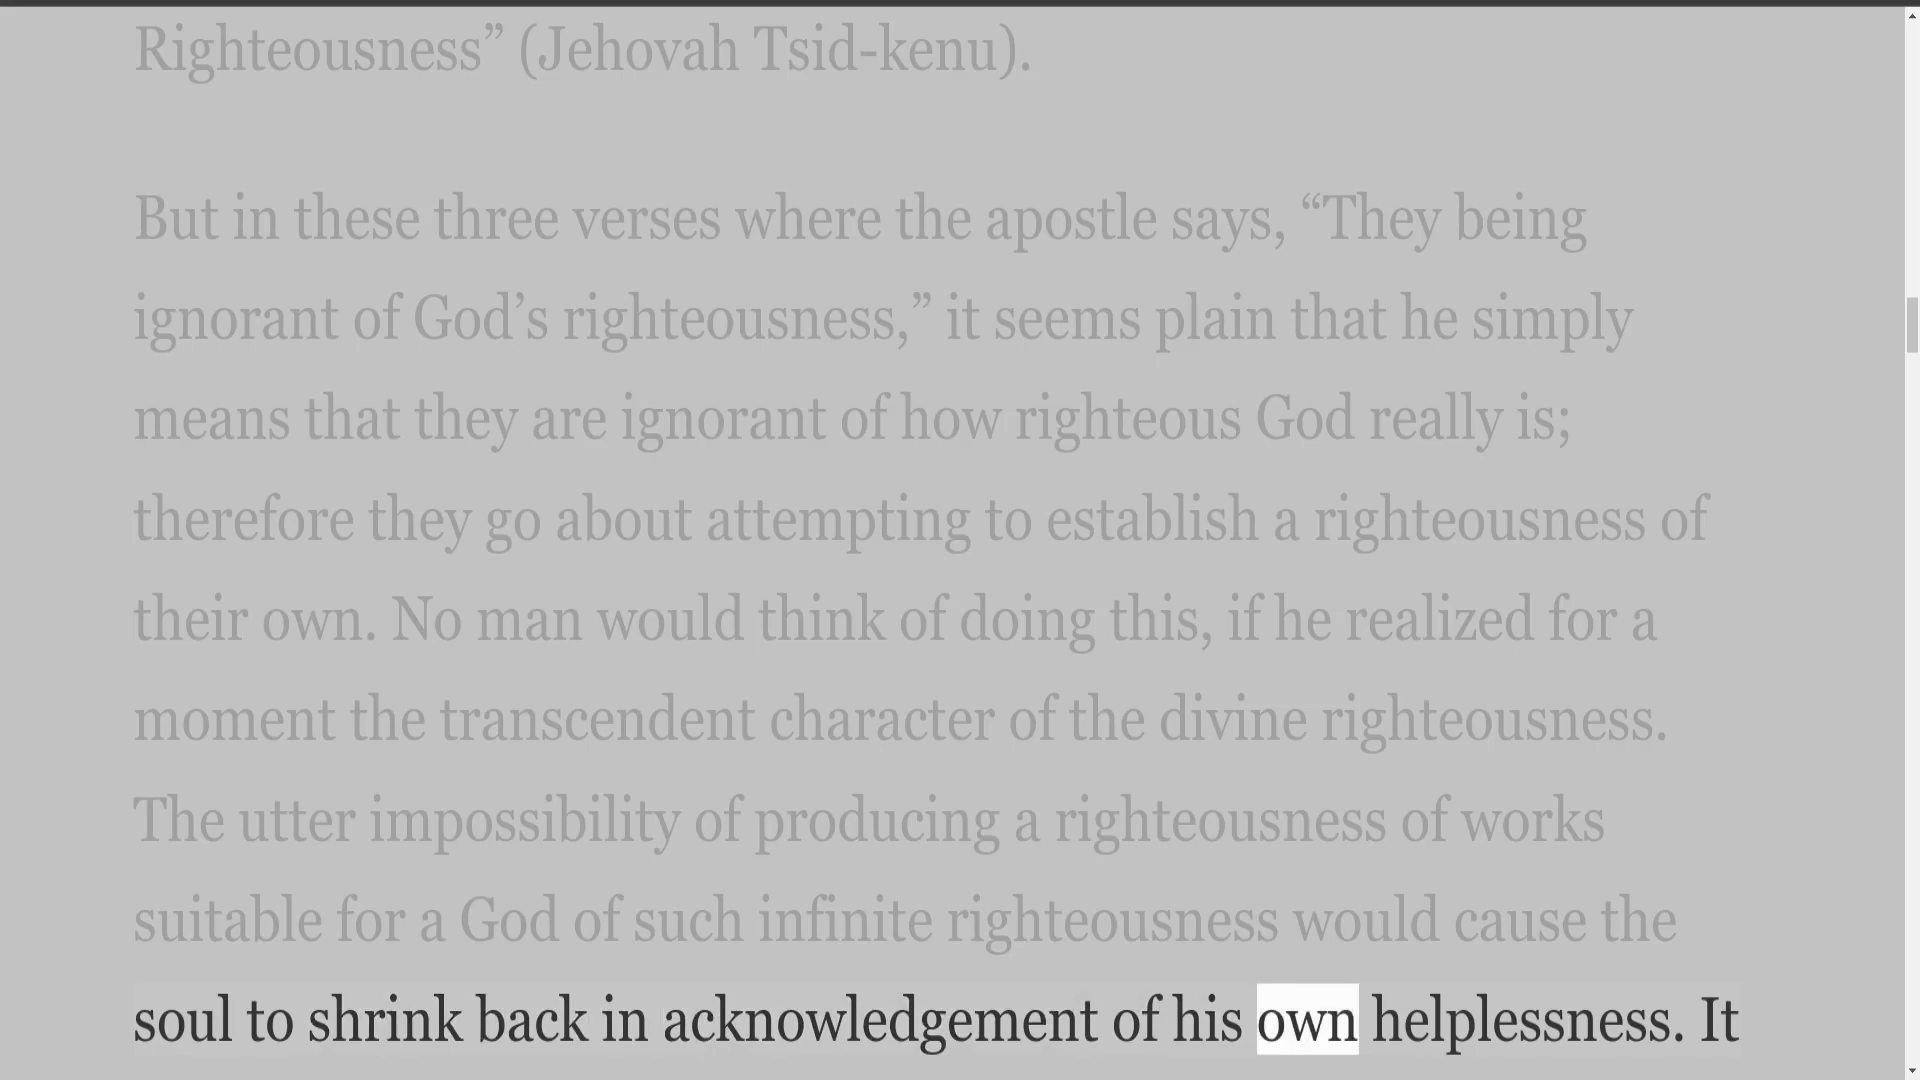 Righteousness” (Jehovah Tsid-kenu).
But in these three verses where the apostle says, “They being
ignorant of God’s righteousness,” it seems plain that he simply
means that they are ignorant of how righteous God really is;
therefore they go about attempting to establish a righteousness of
their own. No man would think of doing this, if he realized for a
moment the transcendent character of the divine righteousness.
The utter impossibility of producing a righteousness of works
suitable for a God of such infinite righteousness would cause the
soul to shrink back in acknowledgement of his own helplessness. It